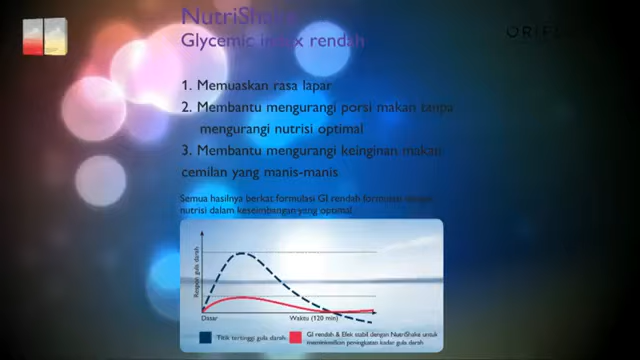 NutriShake
Glycemic index rendah
ORIFL
1. Memuaskan rasa lapar
2. Membantu mengurangi porsi makan tanpa
mengurangi nutrisi optimal
3. Membantu mengurangi keinginan makan
cemilan yang manis-manis
Semua hasilnya berkat formulasi GI rendah formulasi dengan
nutrisi dalam keseimbangan yang optimal
Respon gula darah
Dasar
Waktu (120 min)
Titik tertinggi gula darah
GI rendah & Efek stabil dengan NutriShake untuk
meminimalkan peningkatan kadar gula darah